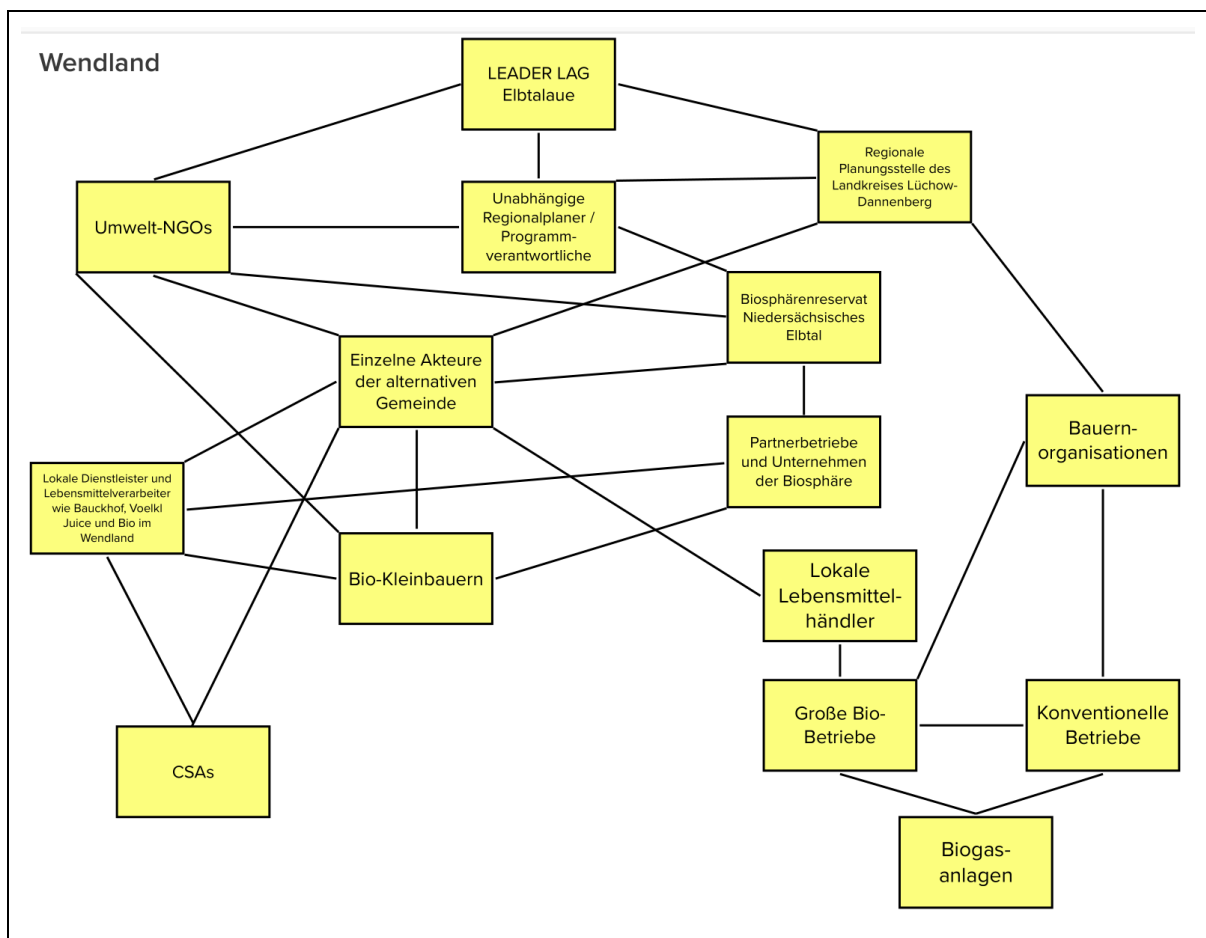 Wendland
LEADER LAG
Elbtalaue
Regionale
Planungsstelle des
Landkreises Lüchow-
Dannenberg
Umwelt-NGOs
Unabhängige
Regionalplaner /
Programm-
verantwortliche
Biosphärenreservat
Niedersächsisches
Elbtal
Einzelne Akteure
der alternativen
Gemeinde
Bauern-
organisationen
Partnerbetriebe
und Unternehmen
der Biosphäre
Lokale Dienstleister und
Lebensmittelverarbeiter
wie Bauckhof, Voelkl
Juice und Bio im
Wendland
Bio-Kleinbauern
Lokale
Lebensmittel-
händler
Große Bio-
Betriebe
Konventionelle
Betriebe
CSAs
Biogas-
anlagen